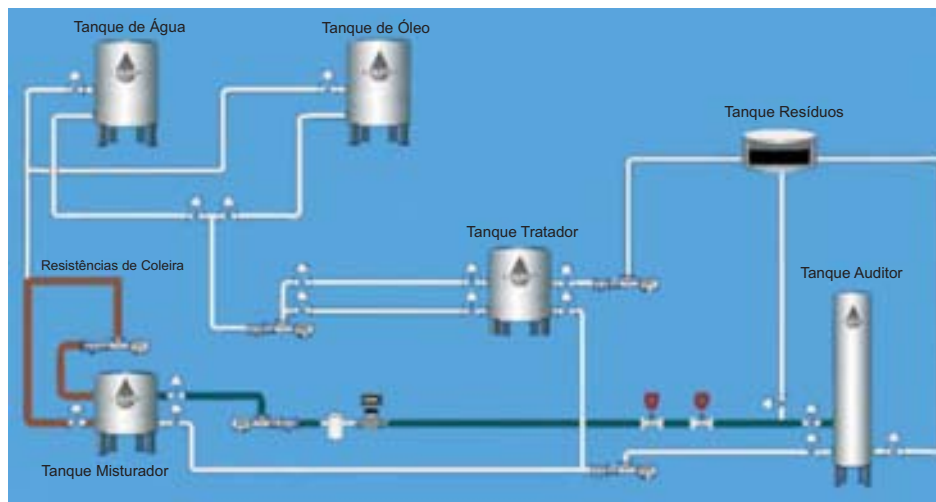 Tanque de Água
Tanque de Óleo
Tanque Resíduos
Tanque Tratador
Resistências de Coleira
Tanque Auditor
Tanque Misturador